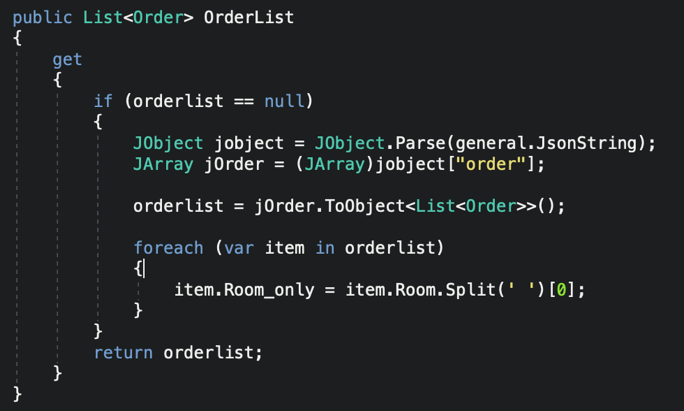 public List<Order> OrderList
{
    get
    {
        if (orderlist == null)
        {
            JObject jobject = JObject.Parse(general.JsonString);
            JArray jOrder = (JArray)jobject["order"];

            orderlist = jOrder.ToObject<List<Order>>();

            foreach (var item in orderlist)
            {
                item.Room_only = item.Room.Split(' ')[0];
            }
        }
        return orderlist;
    }
}